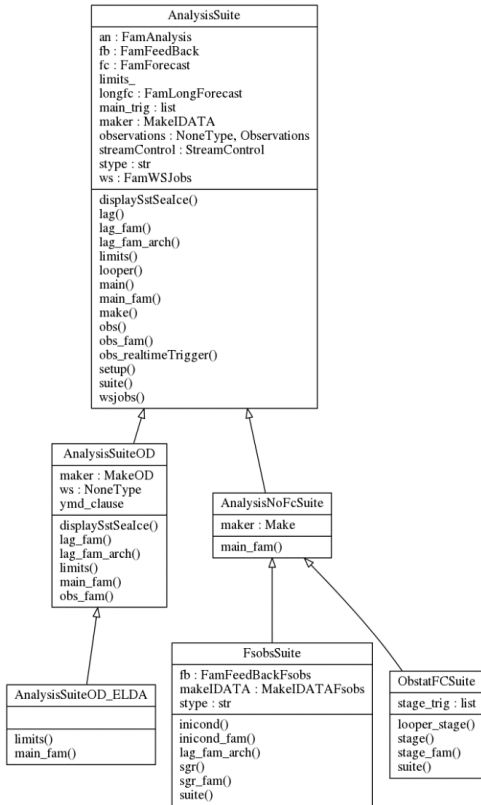 AnalysisSuite
an : FamAnalysis
fb : FamFeedBack
fc : FamForecast
limits_
longfc : FamLongForecast
main_trig : list
maker : MakeIDATA
observations : NoneType, Observations
streamControl : StreamControl
stype : str
ws : FamWSJobs
displaySstSeaIce()
lag()
lag_fam()
lag_fam_arch()
limits()
looper()
main()
main_fam()
make()
obs()
obs_fam()
obs_realtimeTrigger()
setup()
suite()
wsjobs()
AnalysisSuiteOD
maker : MakeOD
ws : NoneType
ymd_clause
displaySstSeaIce()
lag_fam()
lag_fam_arch()
limits()
main_fam()
obs_fam()
AnalysisNoFcSuite
maker : Make
main_fam()
AnalysisSuiteOD_ELDA
limits()
main_fam()
FsobsSuite
fb : FamFeedBackFsobs
makeIDATA : MakeIDATAFsobs
stype : str
inicond()
inicond_fam()
lag_fam_arch()
sgr()
sgr_fam()
suite()
ObstatFCSuite
stage_trig : list
looper_stage()
stage()
stage_fam()
suite()